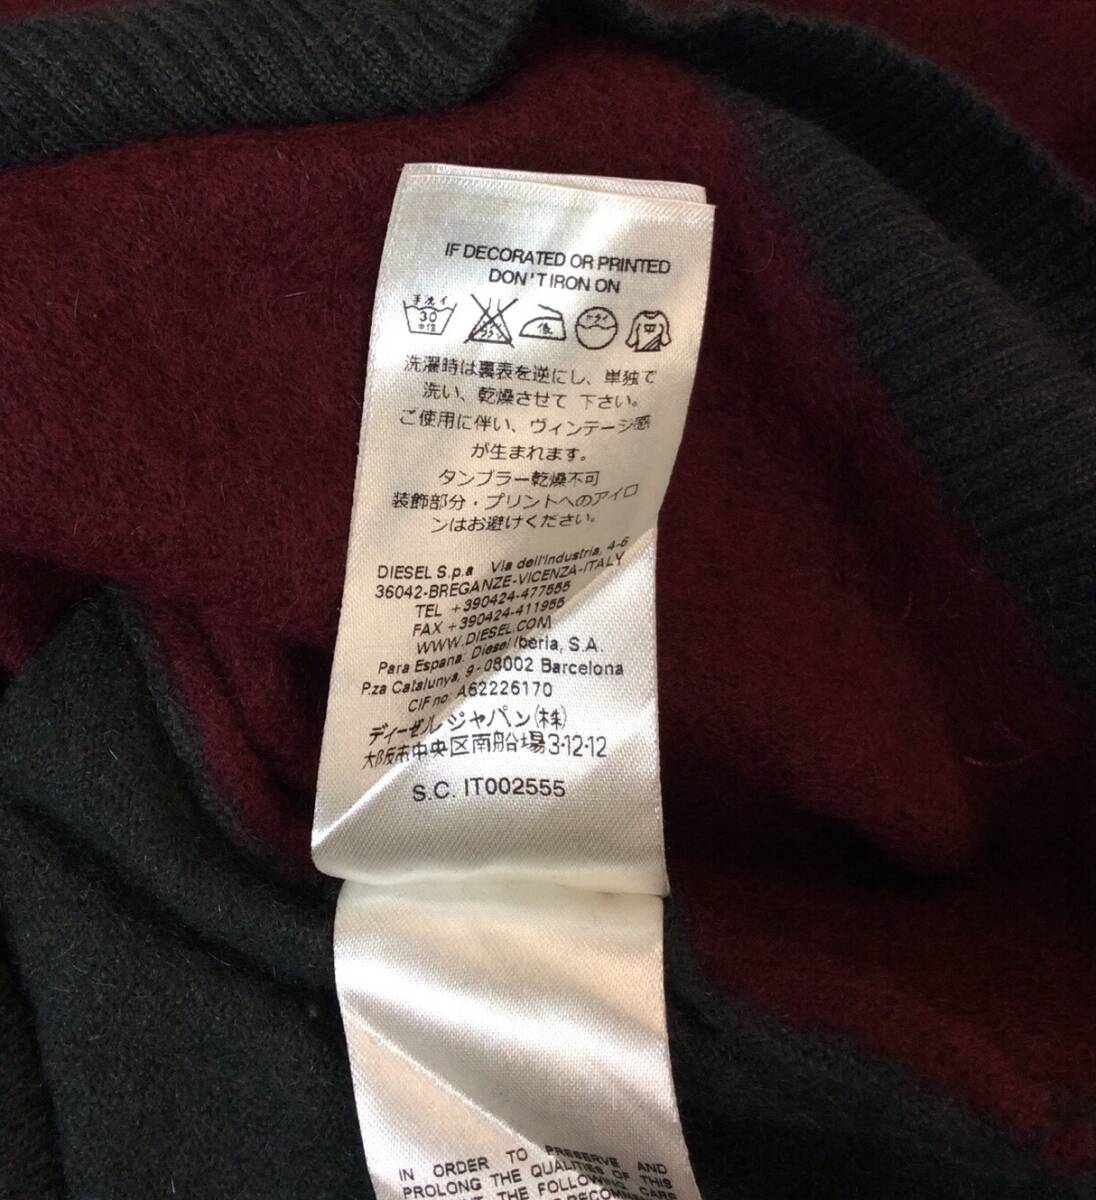 IF DECORATED OR PRINTED
DON'T IRON ON
手洗イ
30
中性
低
ドライ
平
洗濯時は裏表を逆にし、単独で
洗い、乾燥させて 下さい。
ご使用に伴い、ヴィンテージ感
が生まれます。
タンブラー乾燥不可
装飾部分・プリントへのアイロ
ンはお避けください。
DIESEL S.p.a Via dell'Industria, 4-6
36042-BREGANZE-VICENZA-ITALY
TEL +390424-477555
FAX +390424-411955
WWW.DIESEL.COM
Para Espana: Diesel Iberia, S.A.
P.za Catalunya, 9 - 08002 Barcelona
CIF no. A62226170
ディーゼル ジャパン(株)
大阪市中央区南船場3-12-12
S.C. IT002555
IN ORDER TO PRESERVE AND
PROLONG THE QUALITIES OF THIS
THE FOLLOWING CARE